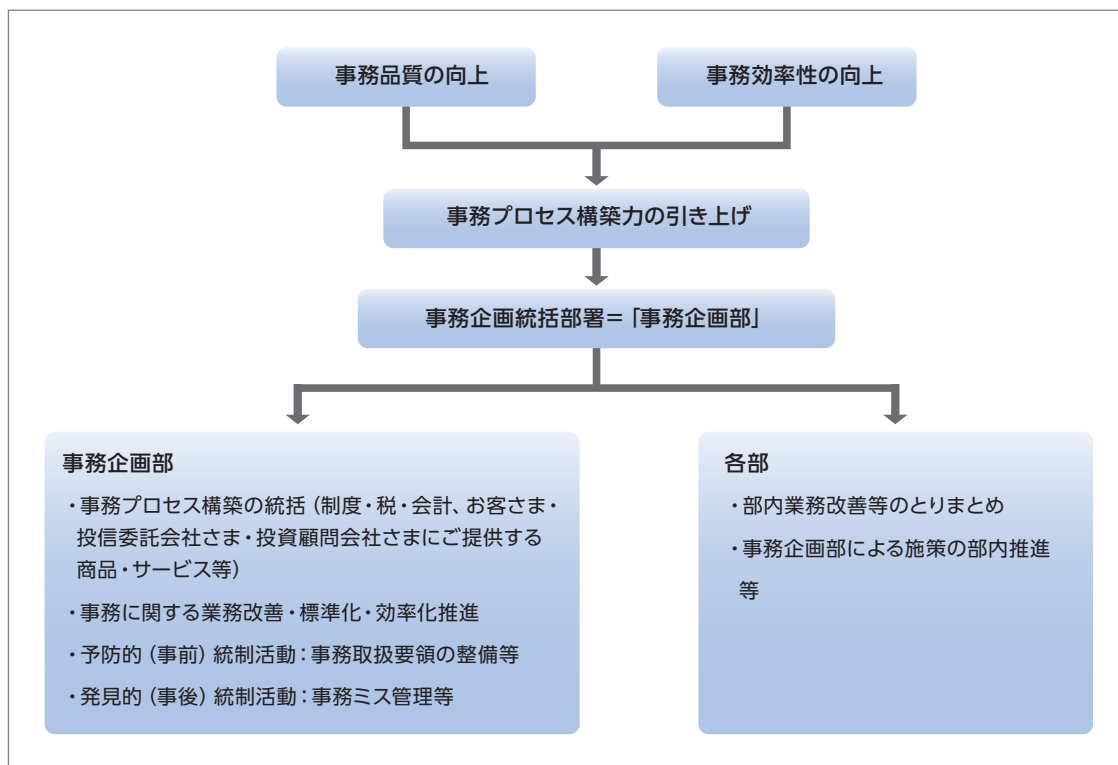 事務品質の向上
事務効率性の向上
事務プロセス構築力の引き上げ
事務企画統括部署＝「事務企画部」
事務企画部
・事務プロセス構築の統括（制度・税・会計、お客さま・
投信委託会社さま・投資顧問会社さまにご提供する
商品・サービス等）
・事務に関する業務改善・標準化・効率化推進
・予防的（事前）統制活動：事務取扱要領の整備等
・発見的（事後）統制活動：事務ミス管理等
各部
・部内業務改善等のとりまとめ
・事務企画部による施策の部内推進
等